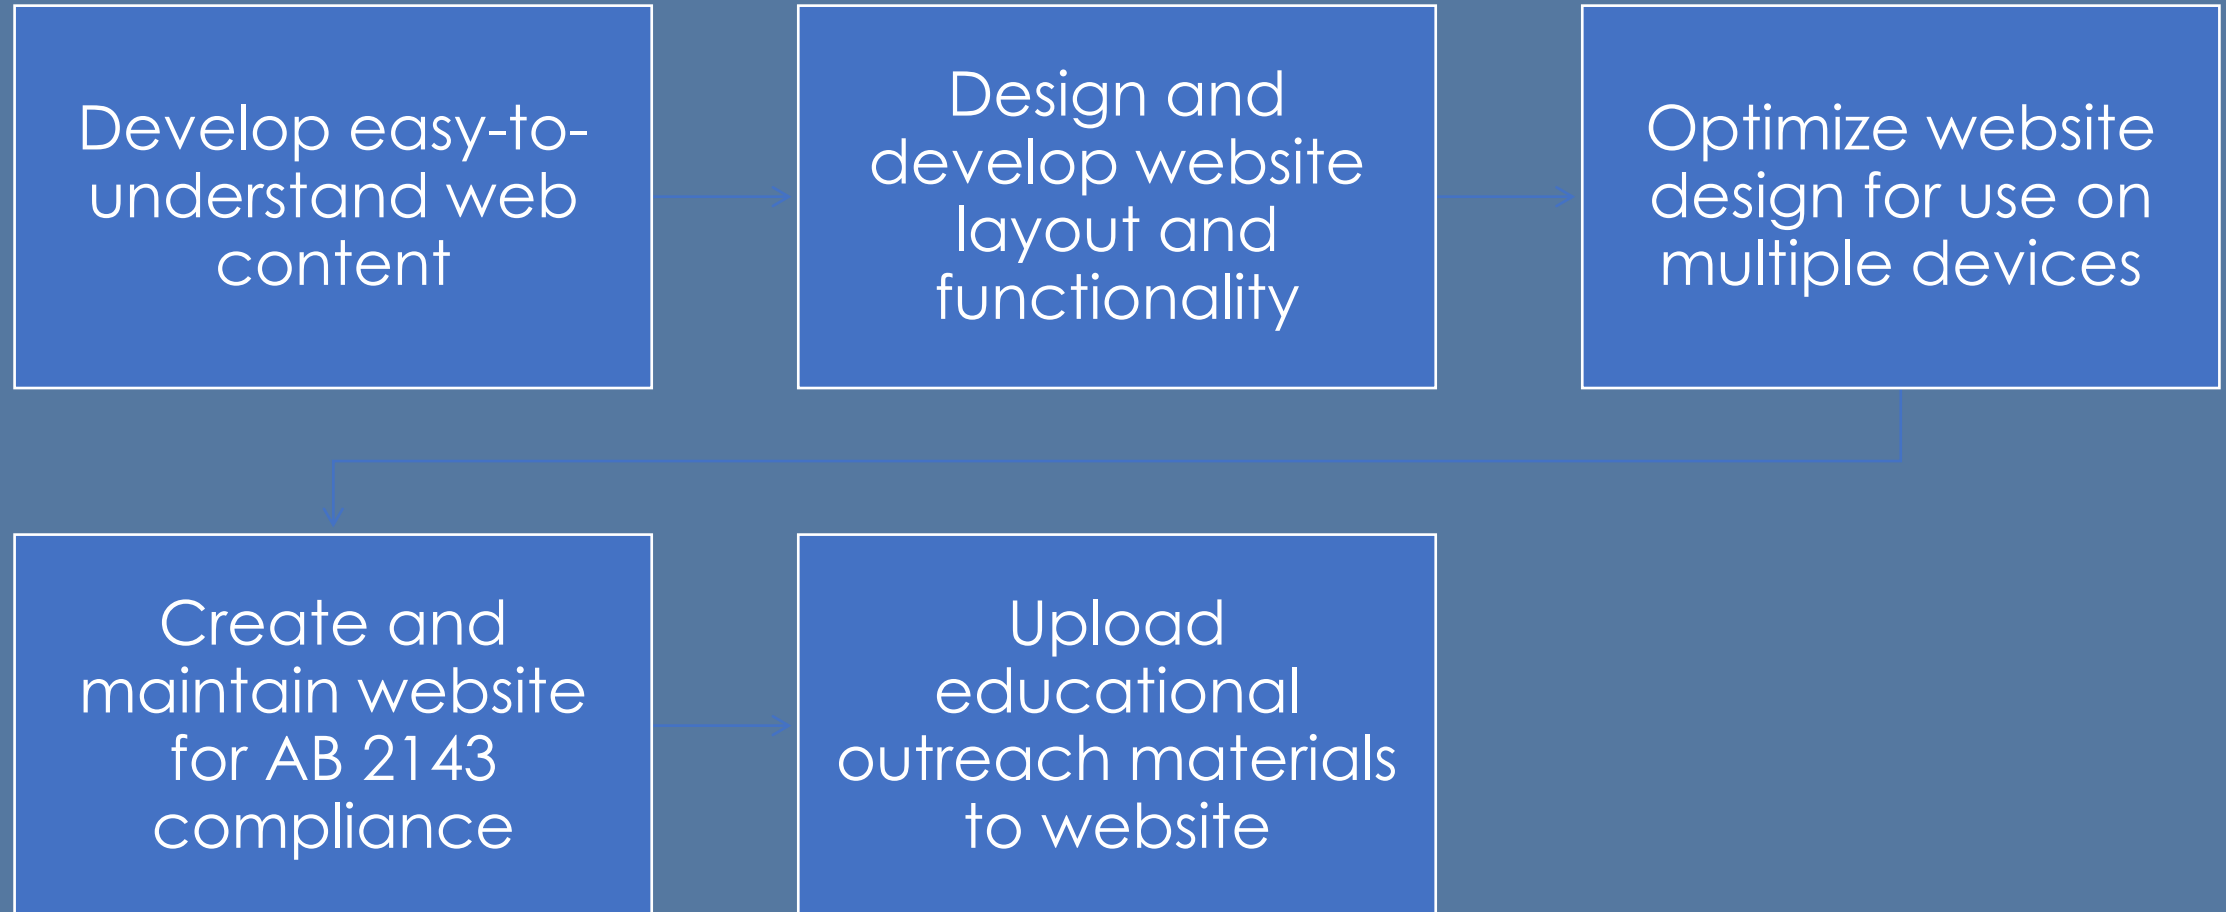 Develop easy-to-
understand web
content
Design and
develop website
layout and
functionality
Optimize website
design for use on
multiple devices
Create and
maintain website
for AB 2143
compliance
Upload
educational
outreach materials
to website